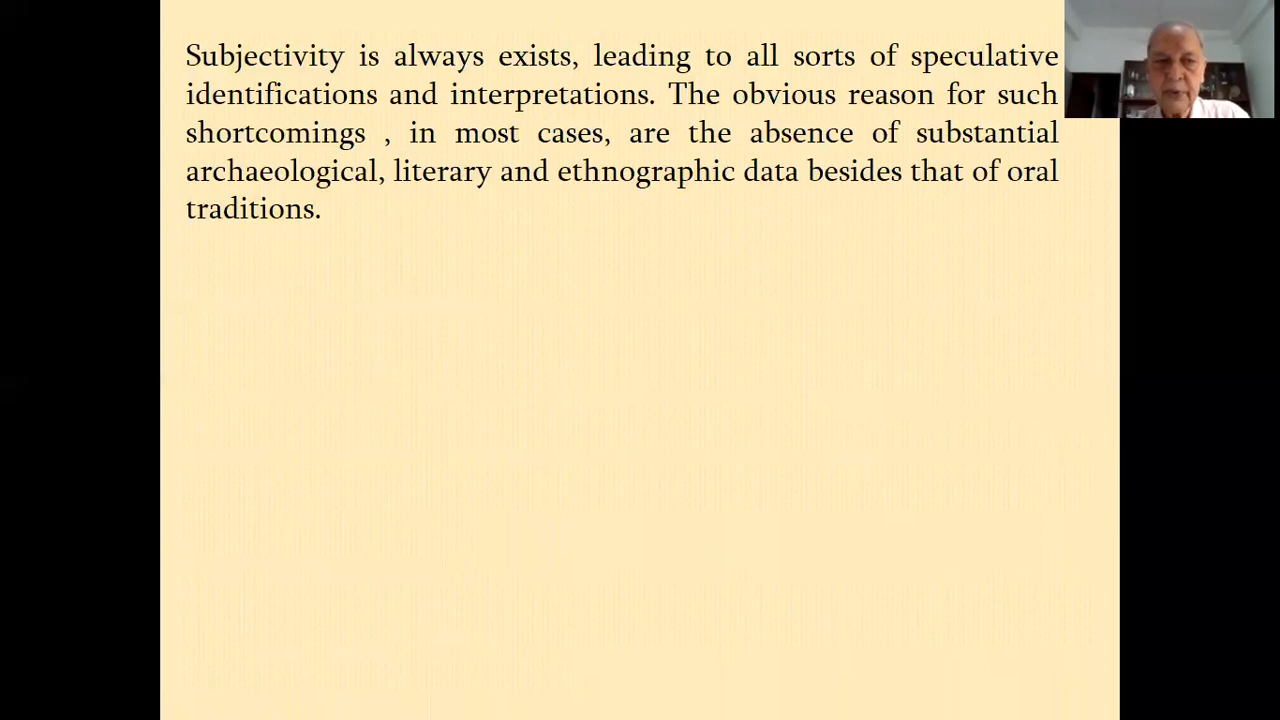 Subjectivity is always exists, leading to all sorts of speculative
identifications and interpretations. The obvious reason for such
shortcomings , in most cases, are the absence of substantial
archaeological, literary and ethnographic data besides that of oral
traditions.